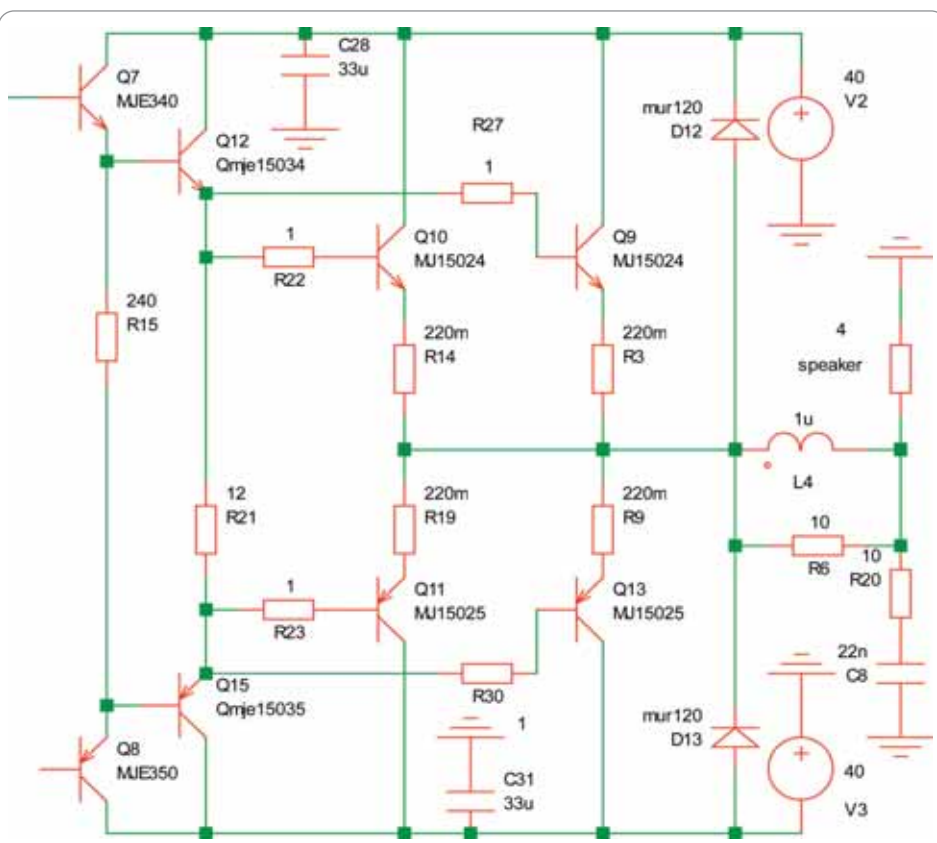 C28
33u
Q7
MJE340
40
V2
mur120
D12
R27
Q12
Qmje15034
1
1
R22
Q10
MJ15024
Q9
MJ15024
240
R15
220m
R14
220m
R3
4
speaker
1u
L4
12
R21
220m
R19
220m
R9
10
R6
10
R20
1
R23
Q11
MJ15025
Q13
MJ15025
22n
C8
Q15
Qmje15035
R30
1
mur120
D13
Q8
MJE350
C31
33u
40
V3
+
+